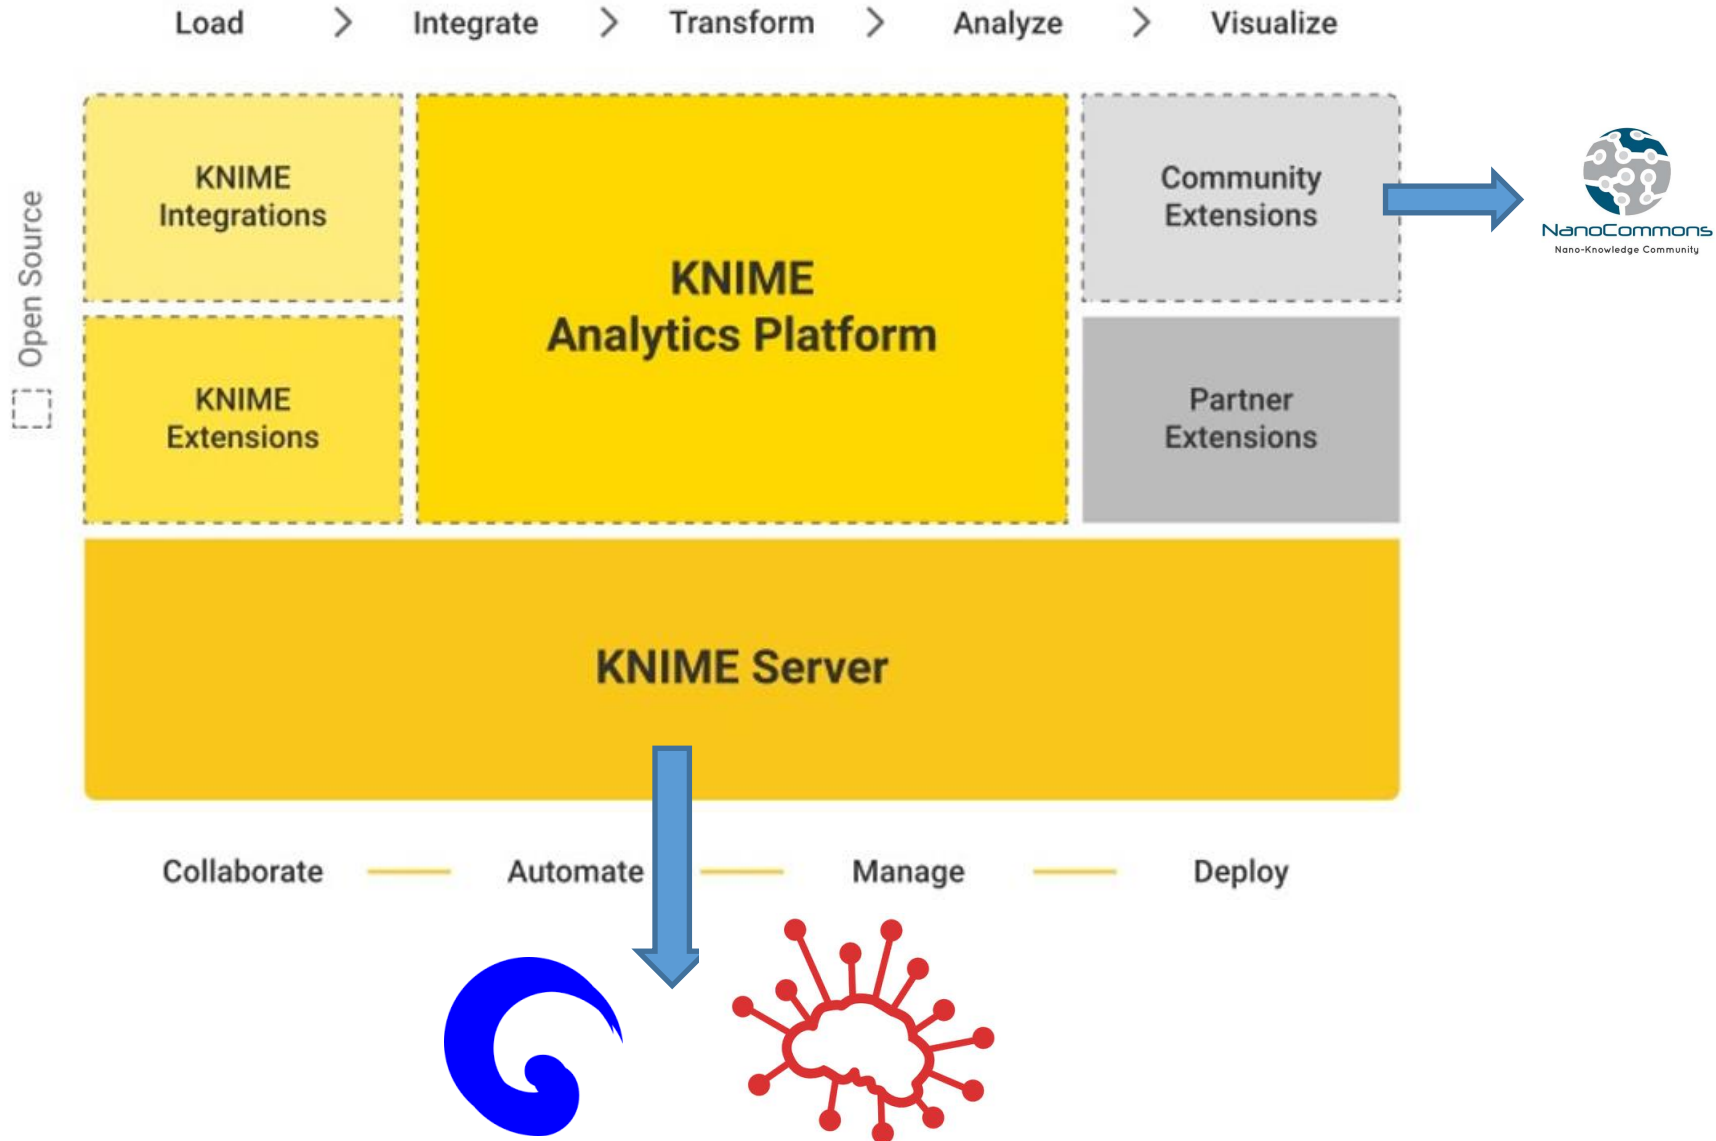 Load > Integrate > Transform > Analyze > Visualize
Open Source
KNIME
Integrations
KNIME
Extensions
KNIME
Analytics Platform
Community
Extensions
Partner
Extensions
NanoCommons
Nano-Knowledge Community
KNIME Server
Collaborate — Automate — Manage — Deploy